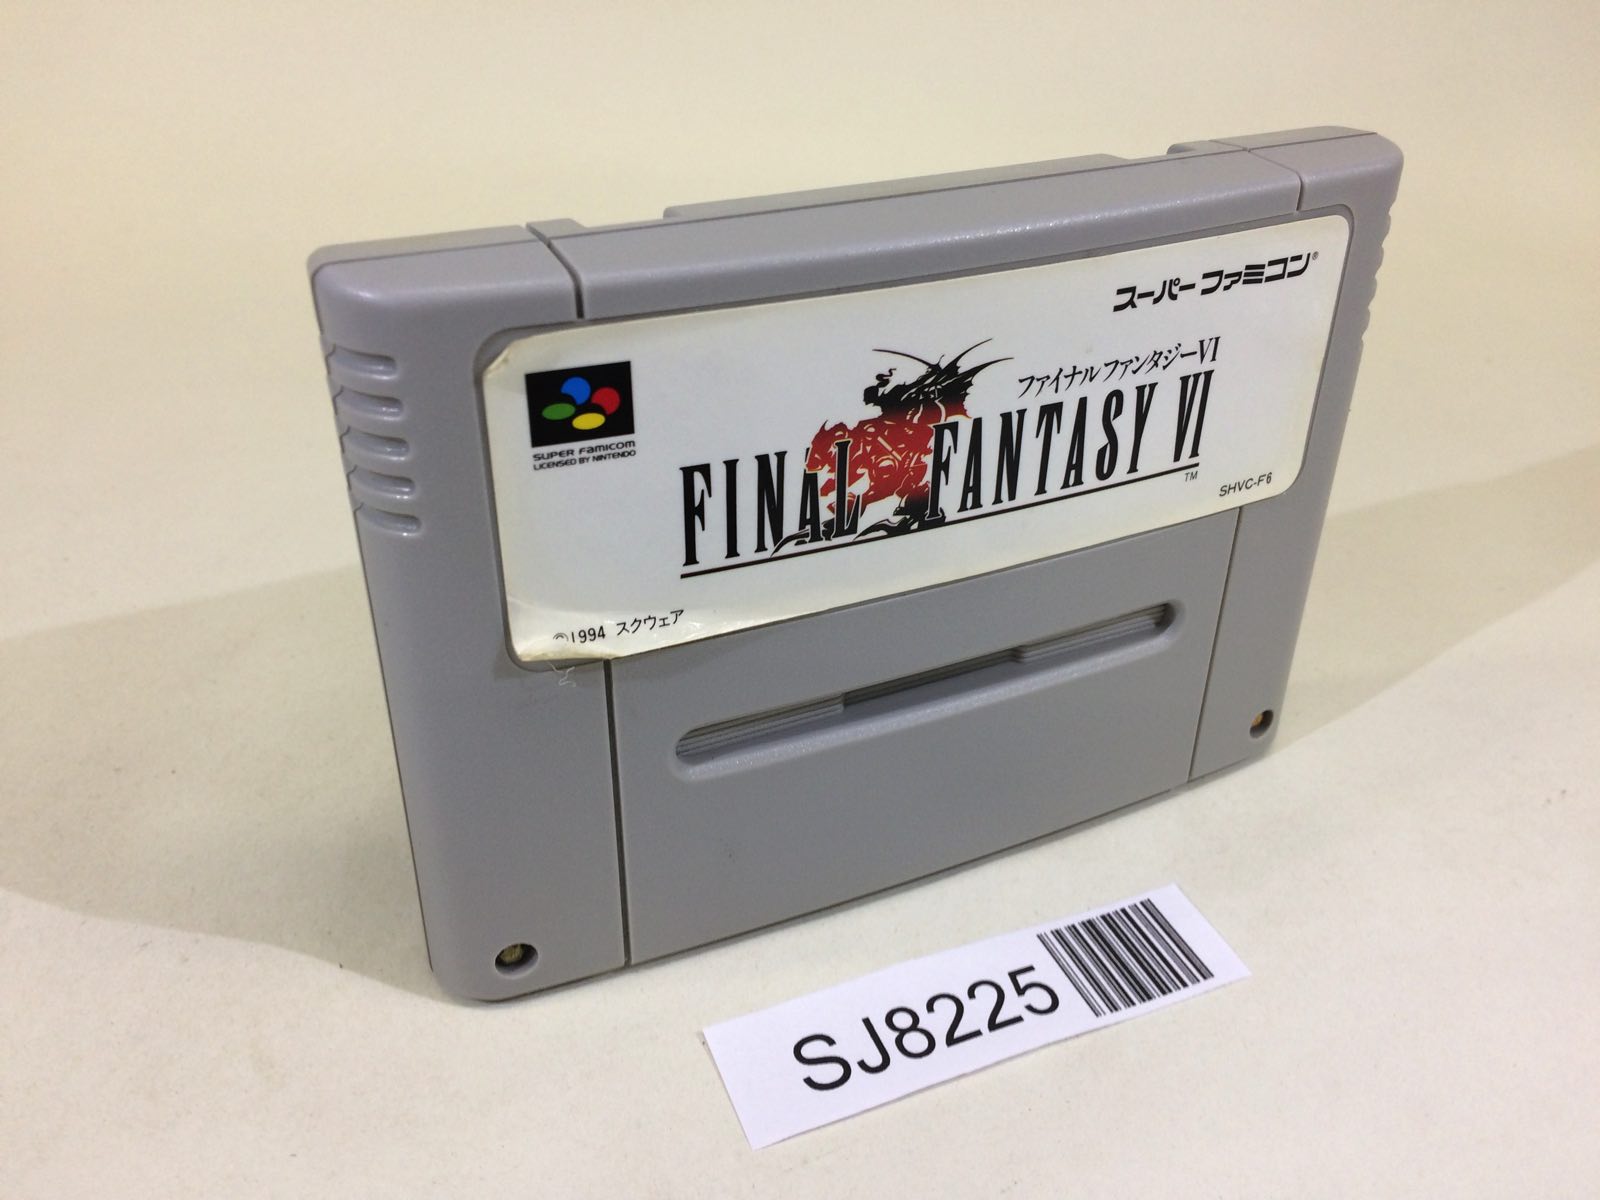 スーパーファミコン®
SUPER FAMICOM
LICENSED BY NINTENDO
ファイナルファンタジーVI
FINAL FANTASY VI
TM
SHVC-F6
©1994 スクウェア
SJ8225